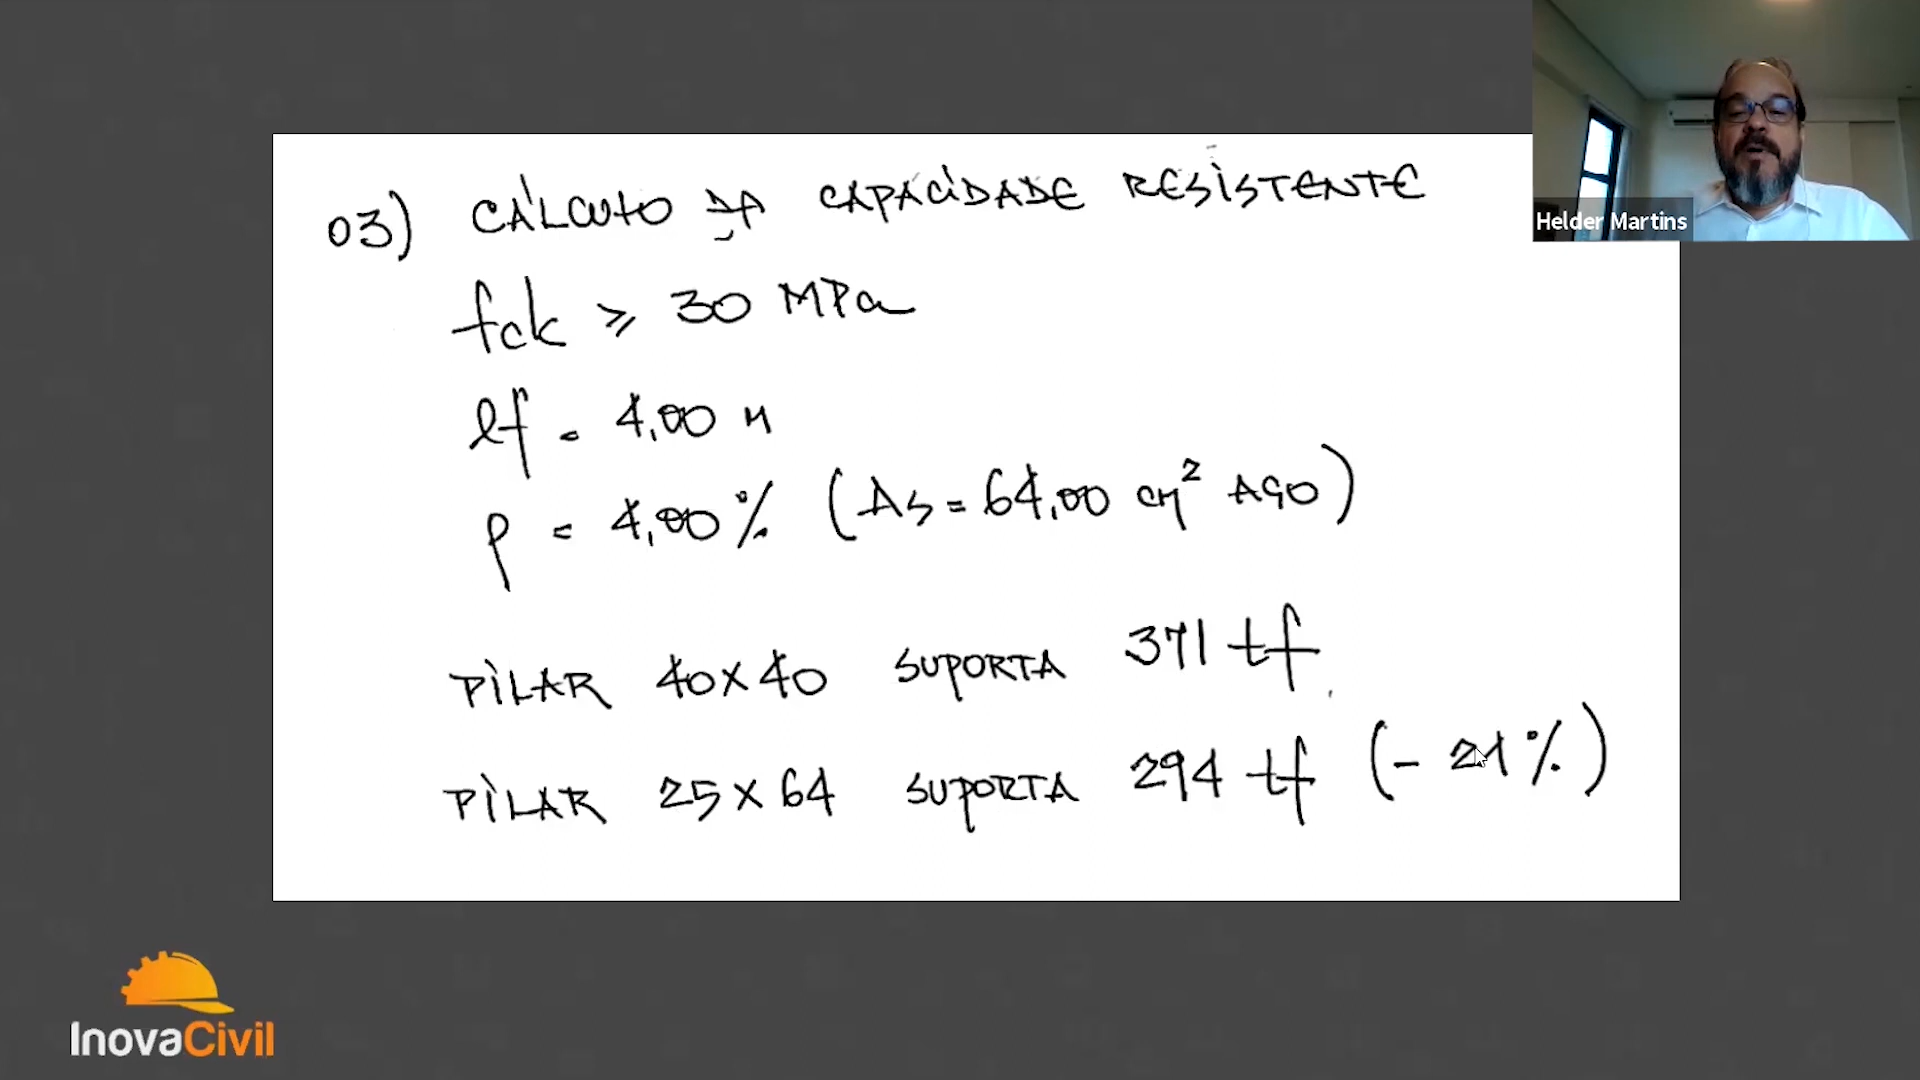 03) CÁLCULO DA CAPACIDADE RESISTENTE
fck ⩾ 30 MPa
lf = 4,00 M
ρ = 4,00% (As = 64,00 cm² AÇO)
PILAR 40x40 SUPORTA 371 tf
PILAR 25x64 SUPORTA 294 tf (- 21%)
Helder Martins
InovaCivil